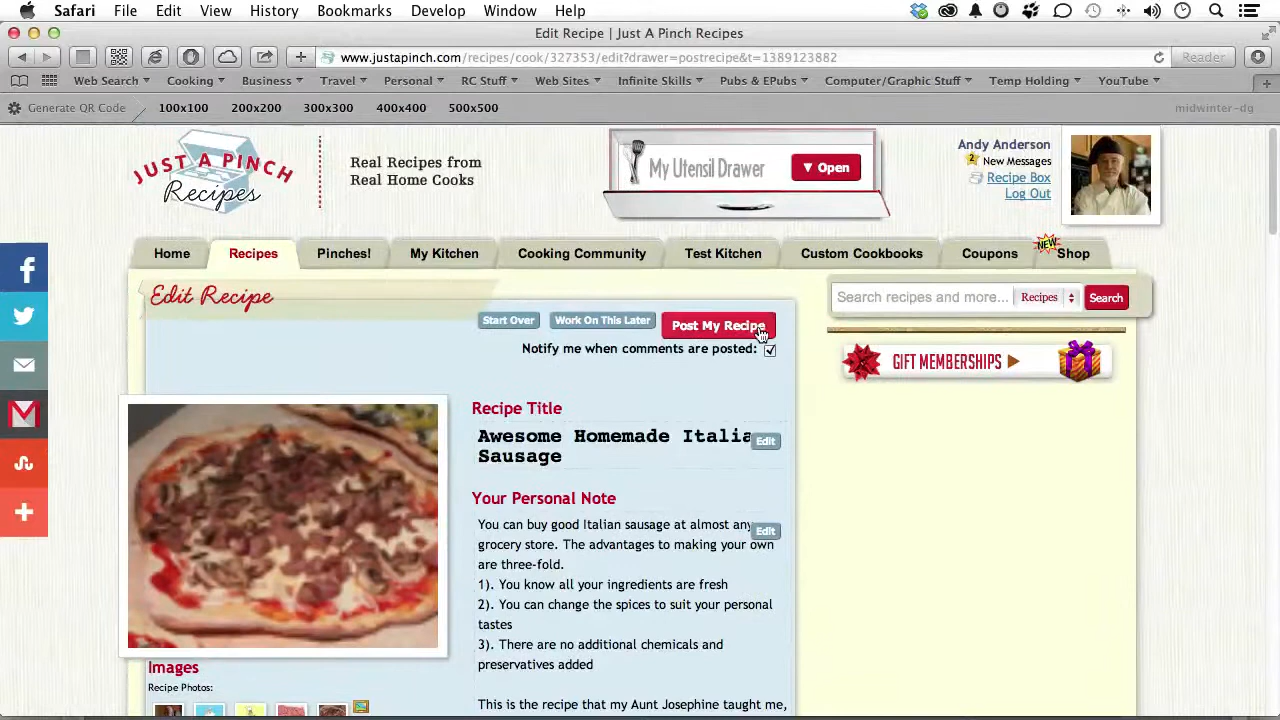 Safari File Edit View History Bookmarks Develop Window Help
Edit Recipe | Just A Pinch Recipes
www.justapinch.com/recipes/cook/327353/edit?drawer=postrecipe&t=1389123882
Reader
Web Search Cooking Business Travel Personal RC Stuff Web Sites Infinite Skills Pubs & EPUBs Computer/Graphic Stuff Temp Holding YouTube
Generate QR Code 100x100 200x200 300x300 400x400 500x500 midwinter-dg
JUST A PINCH
Recipes
Real Recipes from
Real Home Cooks
My Utensil Drawer
▼ Open
Andy Anderson
2 New Messages
Recipe Box
Log Out
Home Recipes Pinches! My Kitchen Cooking Community Test Kitchen Custom Cookbooks Coupons NEW Shop
Edit Recipe
Search recipes and more... Recipes Search
Start Over Work On This Later Post My Recipe
Notify me when comments are posted:
GIFT MEMBERSHIPS
Recipe Title
Awesome Homemade Italia
Sausage
Edit
Your Personal Note
You can buy good Italian sausage at almost any
Edit
grocery store. The advantages to making your own
are three-fold.
1). You know all your ingredients are fresh
2). You can change the spices to suit your personal
tastes
3). There are no additional chemicals and
preservatives added
This is the recipe that my Aunt Josephine taught me,
Images
Recipe Photos: